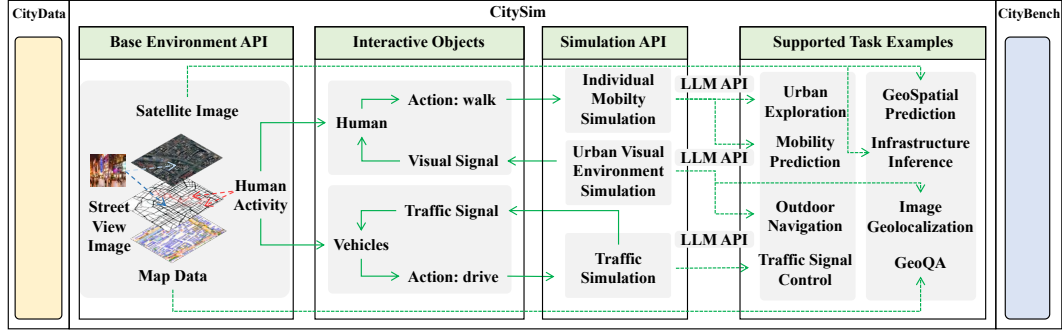 CityData
CitySim
CityBench
Base Environment API
Satellite Image
Street
View
Image
Human
Activity
Map Data
Interactive Objects
Action: walk
Human
Visual Signal
Traffic Signal
Vehicles
Action: drive
Simulation API
Individual
Mobilty
Simulation
Urban Visual
Environment
Simulation
Traffic
Simulation
LLM API
LLM API
LLM API
Supported Task Examples
Urban
Exploration
Mobility
Prediction
Outdoor
Navigation
Traffic Signal
Control
GeoSpatial
Prediction
Infrastructure
Inference
Image
Geolocalization
GeoQA